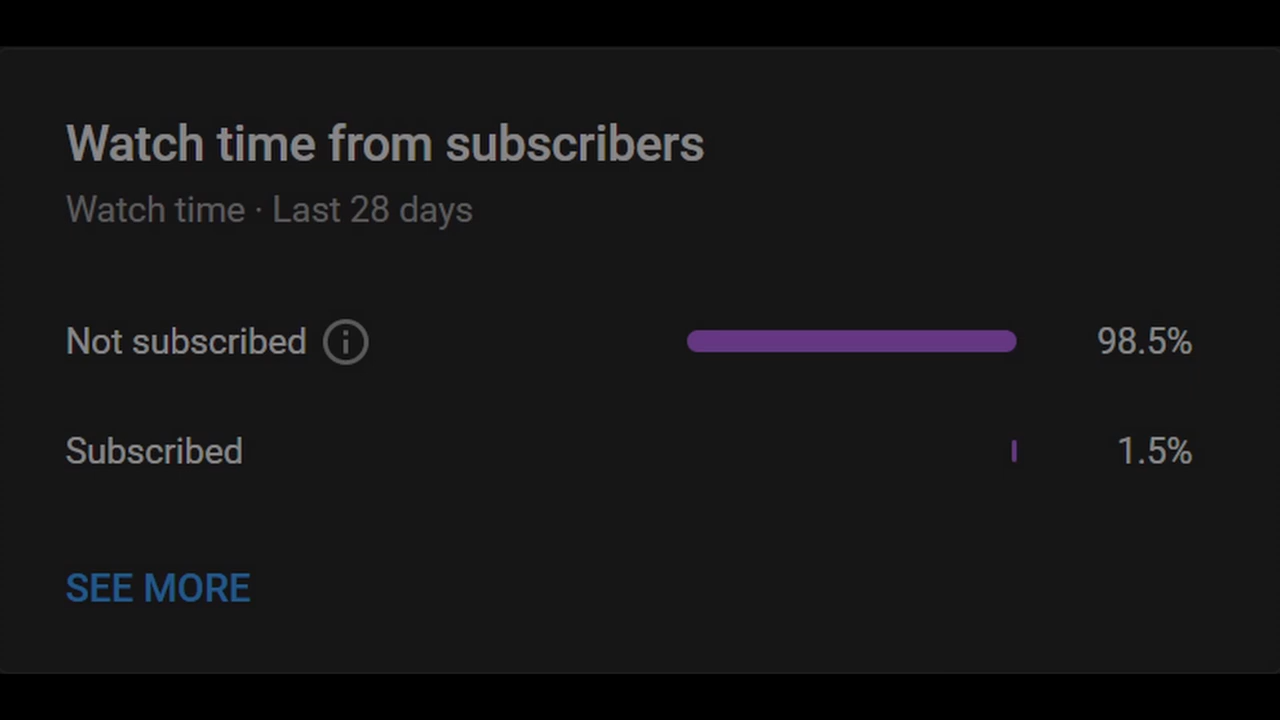 Watch time from subscribers
Watch time · Last 28 days
Not subscribed 98.5%
Subscribed 1.5%
SEE MORE